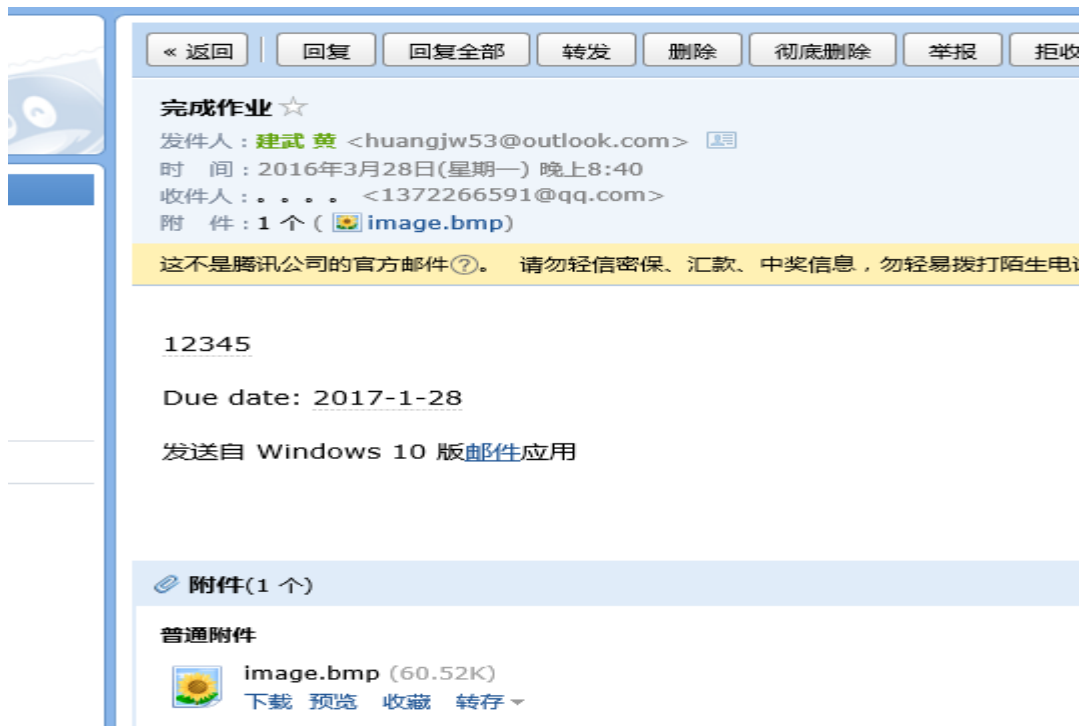 « 返回 回复 回复全部 转发 删除 彻底删除 举报 拒收
完成作业
发件人：建武 黄 <huangjw53@outlook.com>
时 间：2016年3月28日(星期一) 晚上8:40
收件人：。。。。 <1372266591@qq.com>
附 件：1 个 ( image.bmp)
这不是腾讯公司的官方邮件?。 请勿轻信密保、汇款、中奖信息，勿轻易拨打陌生电
12345
Due date: 2017-1-28
发送自 Windows 10 版邮件应用
附件(1 个)
普通附件
image.bmp (60.52K)
下载 预览 收藏 转存